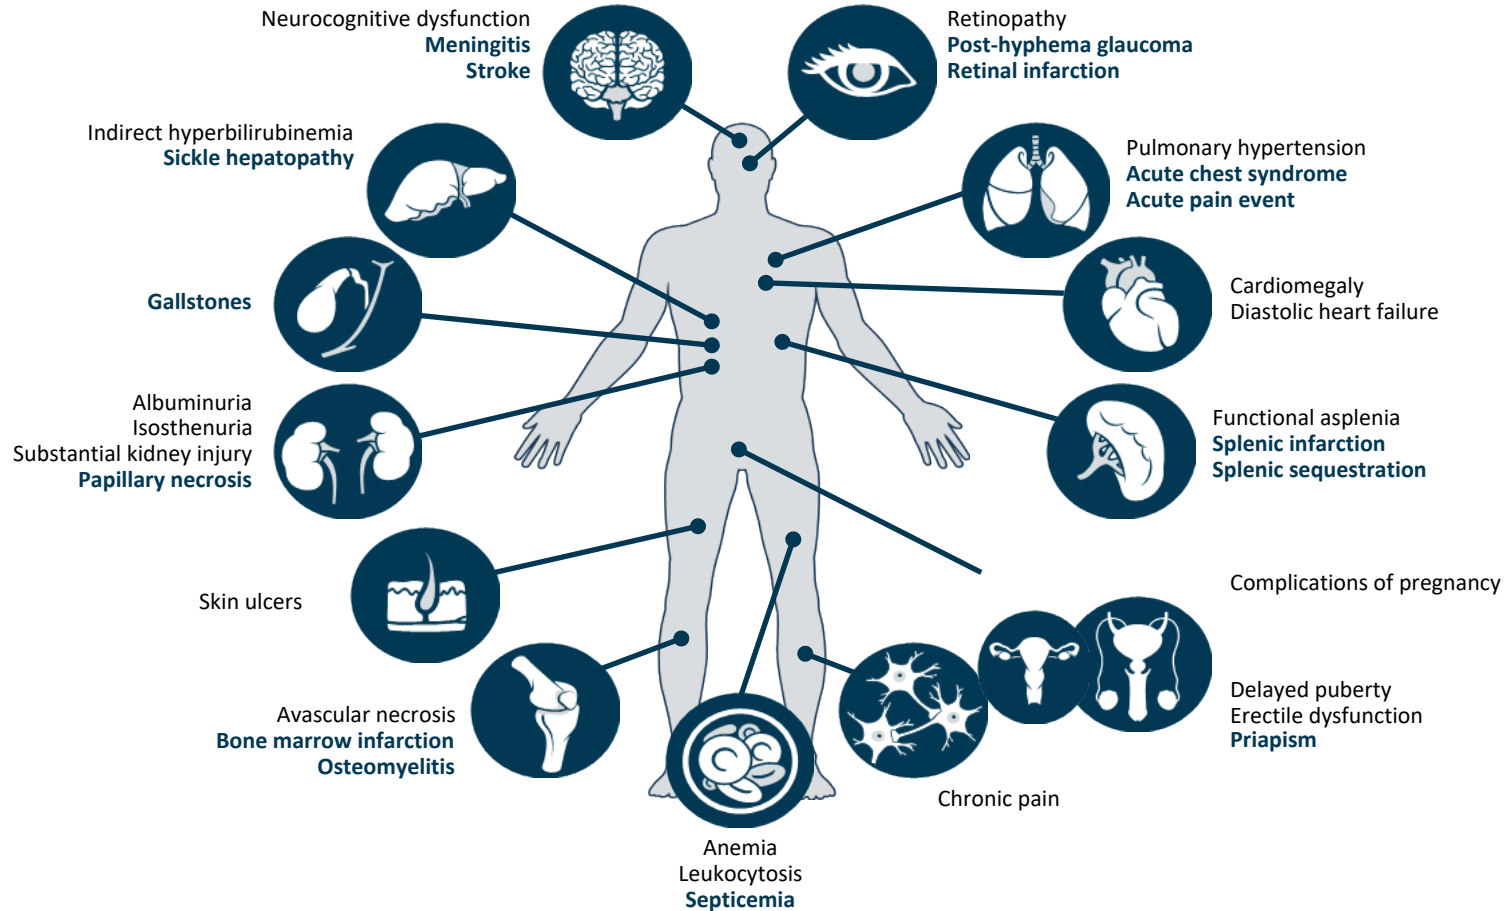 Neurocognitive dysfunction
Meningitis
Stroke
Retinopathy
Post-hyphema glaucoma
Retinal infarction
Indirect hyperbilirubinemia
Sickle hepatopathy
Pulmonary hypertension
Acute chest syndrome
Acute pain event
Gallstones
Cardiomegaly
Diastolic heart failure
Albuminuria
Isosthenuria
Substantial kidney injury
Papillary necrosis
Functional asplenia
Splenic infarction
Splenic sequestration
Skin ulcers
Complications of pregnancy
Avascular necrosis
Bone marrow infarction
Osteomyelitis
Delayed puberty
Erectile dysfunction
Priapism
Chronic pain
Anemia
Leukocytosis
Septicemia